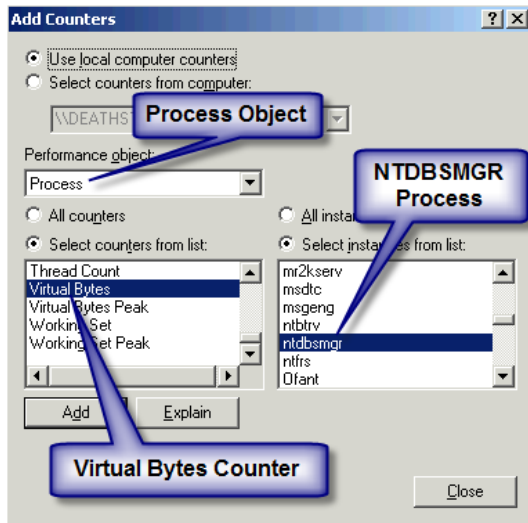 Add Counters
Use local computer counters
Select counters from computer:
\\DEATHS
Process Object
Performance object:
Process
NTDBSMGR
Process
All counters
All instan
Select counters from list:
Select instances from list:
Thread Count
Virtual Bytes
Virtual Bytes Peak
Working Set
Working Set Peak
mr2kserv
msdtc
msgeng
ntbtrv
ntdbsmgr
ntfrs
Ofant
Add
Explain
Virtual Bytes Counter
Close